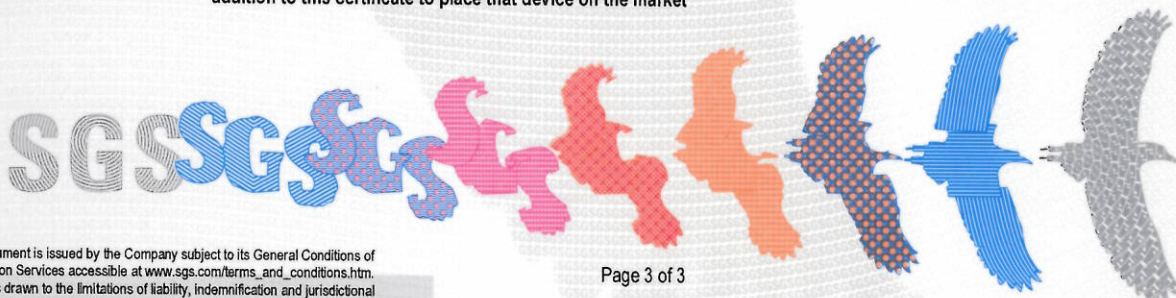 addition to this certificate to place that device on the market
SGS SGS SGS
ument is issued by the Company subject to its General Conditions of
on Services accessible at www.sgs.com/terms_and_conditions.htm.
drawn to the limitations of liability, indemnification and jurisdictional
Page 3 of 3